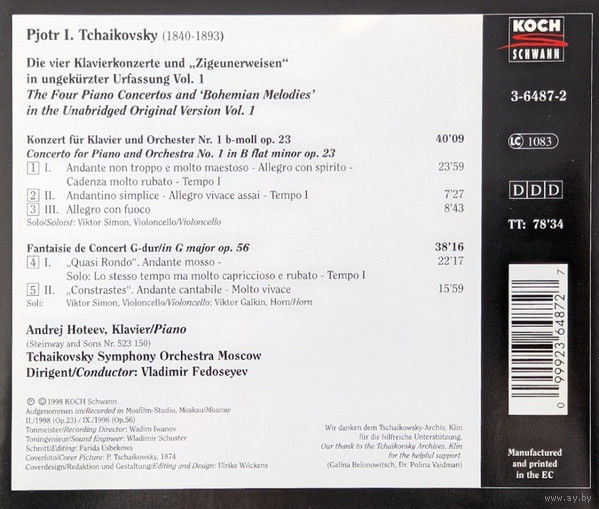 Pjotr I. Tchaikovsky (1840-1893)
Die vier Klavierkonzerte und „Zigeunerweisen“
in ungekürzter Urfassung Vol. 1
The Four Piano Concertos and ‘Bohemian Melodies’
in the Unabridged Original Version Vol. 1
Konzert für Klavier und Orchester Nr. 1 b-moll op. 23 40'09
Concerto for Piano and Orchestra No. 1 in B flat minor op. 23
1 I. Andante non troppo e molto maestoso - Allegro con spirito - 23'59
Cadenza molto rubato - Tempo I
2 II. Andantino simplice - Allegro vivace assai - Tempo I 7'27
3 III. Allegro con fuoco 8'43
Solo/Soloist: Viktor Simon, Violoncello/Violoncello
Fantaisie de Concert G-dur/in G major op. 56 38'16
4 I. „Quasi Rondo“. Andante mosso - 22'17
Solo: Lo stesso tempo ma molto capriccioso e rubato - Tempo I
5 II. „Constrastes“. Andante cantabile - Molto vivace 15'59
Soli: Viktor Simon, Violoncello/Violoncello; Viktor Galkin, Horn/Horn
Andrej Hoteev, Klavier/Piano
(Steinway and Sons Nr. 523 150)
Tchaikovsky Symphony Orchestra Moscow
Dirigent/Conductor: Vladimir Fedoseyev
℗ © 1998 KOCH Schwann
Aufgenommen im/Recorded in Mosfilm-Studio, Moskau/Moscow
II./1998 (Op.23) / IX./1996 (Op.56)
Tonmeister/Recording Director: Wadim Iwanov
Toningenieur/Sound Engineer: Wladimir Schuster
Schnitt/Editing: Farida Usbekowa
Coverfoto/Cover Picture: P. Tschaikowsky, 1874
Coverdesign/Redaktion und Gestaltung/Editing and Design: Ulrike Wilckens
Wir danken dem Tschaikowsky-Archiv, Klin
für die hilfreiche Unterstützung.
Our thank to the Tchaikovsky Archives, Klin
for the helpful support.
(Galina Belonowitsch, Dr. Polina Vaidman)
KOCH
SCHWANN
3-6487-2
LC 1083
DDD
TT: 78'34
0 99923 64872 7
Manufactured
and printed
in the EC
www.ay.by